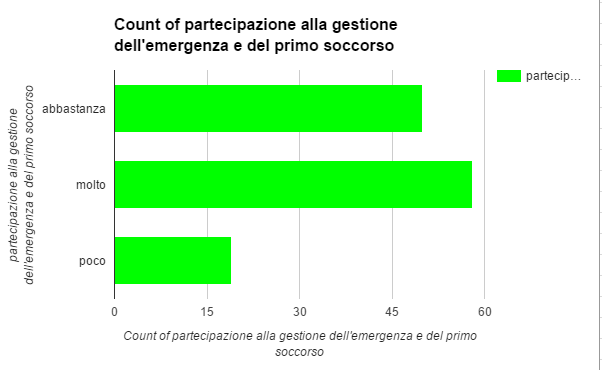 Count of partecipazione alla gestione
dell'emergenza e del primo soccorso
partecip…
partecipazione alla gestione
dell'emergenza e del primo soccorso
abbastanza
molto
poco
0 15 30 45 60
Count of partecipazione alla gestione dell'emergenza e del primo
soccorso